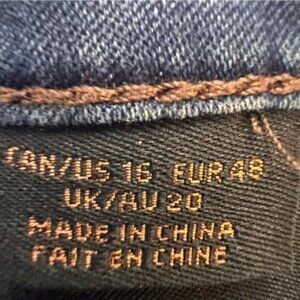 CAN/US 16 EUR 48
UK/AU 20
MADE IN CHINA
FAIT EN CHINE